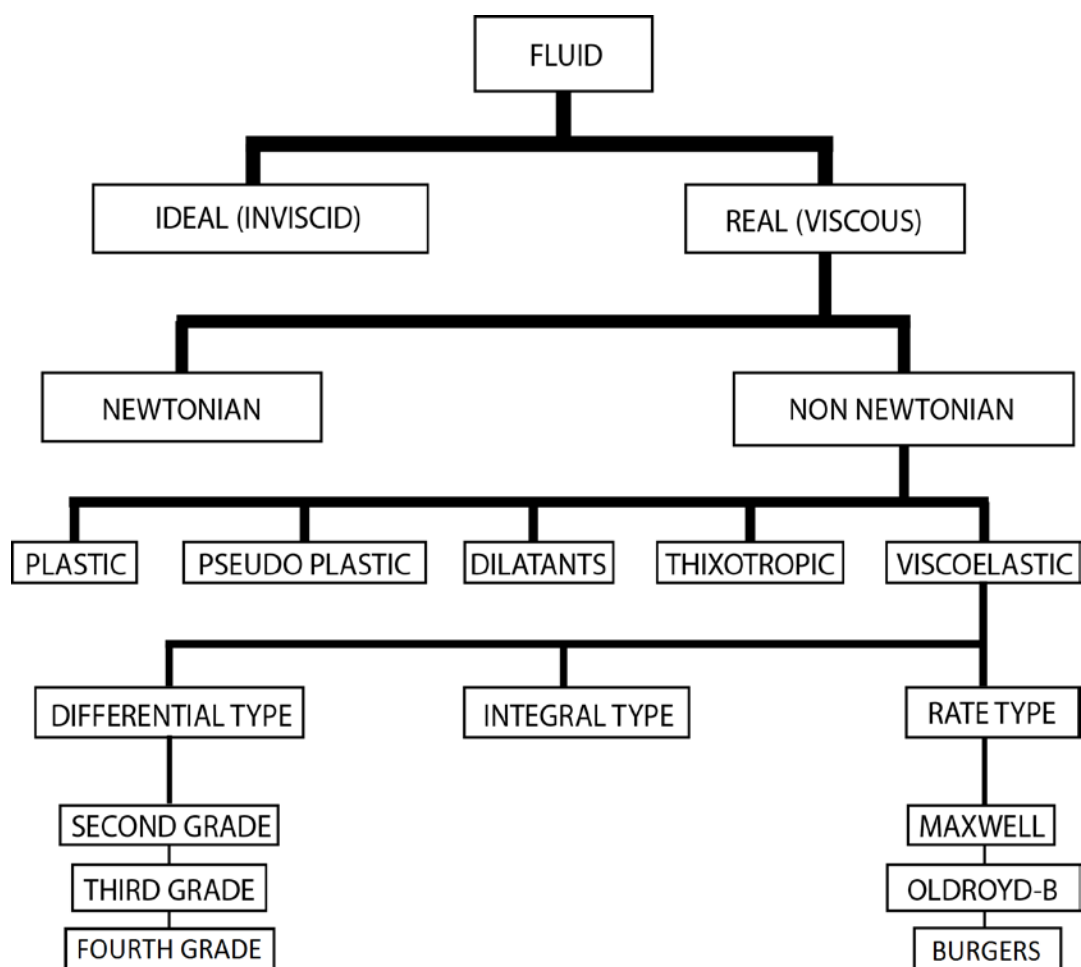 FLUID
IDEAL (INVISCID)
REAL (VISCOUS)
NEWTONIAN
NON NEWTONIAN
PLASTIC
PSEUDO PLASTIC
DILATANTS
THIXOTROPIC
VISCOELASTIC
DIFFERENTIAL TYPE
INTEGRAL TYPE
RATE TYPE
SECOND GRADE
THIRD GRADE
FOURTH GRADE
MAXWELL
OLDROYD-B
BURGERS